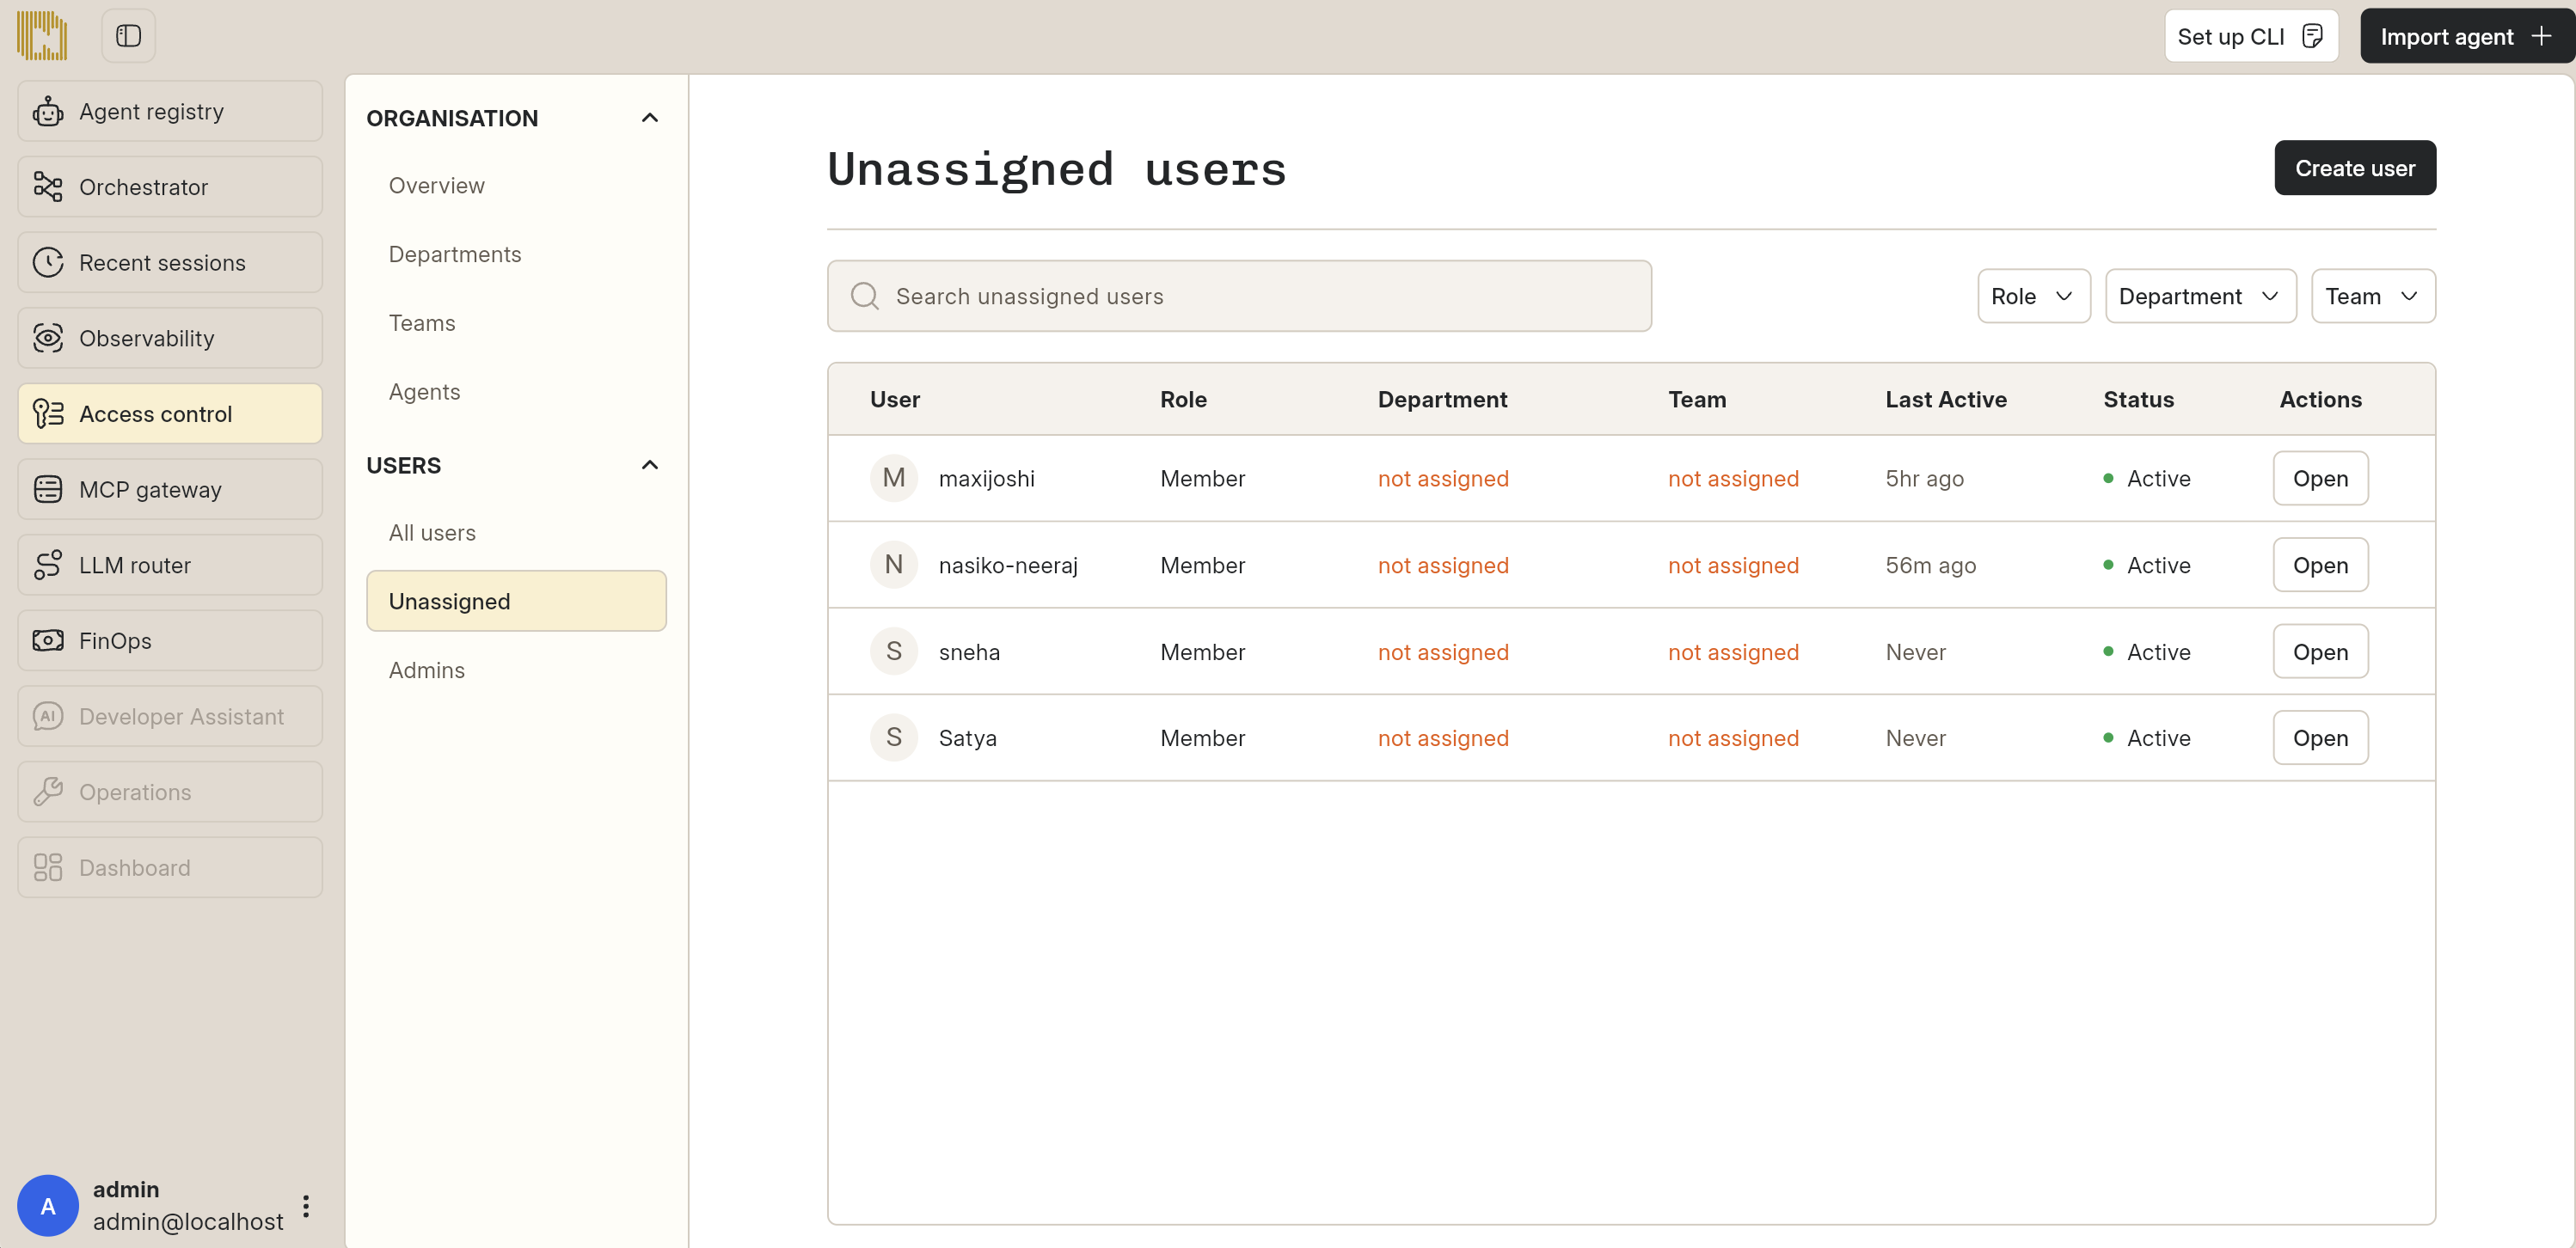 Set up CLI
Import agent
Agent registry
Orchestrator
Recent sessions
Observability
Access control
MCP gateway
LLM router
FinOps
AI Developer Assistant
Operations
Dashboard
A admin
admin@localhost
ORGANISATION
Overview
Departments
Teams
Agents
USERS
All users
Unassigned
Admins
Unassigned users
Create user
Search unassigned users
Role Department Team
User Role Department Team Last Active Status Actions
M maxijoshi Member not assigned not assigned 5hr ago Active Open
N nasiko-neeraj Member not assigned not assigned 56m ago Active Open
S sneha Member not assigned not assigned Never Active Open
S Satya Member not assigned not assigned Never Active Open